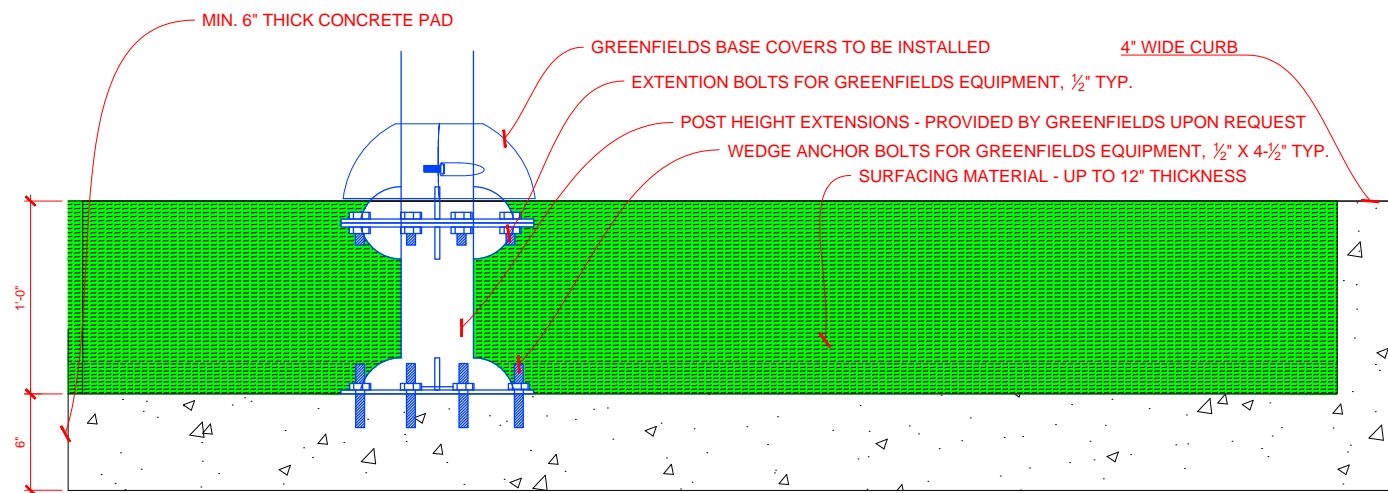 MIN. 6" THICK CONCRETE PAD
GREENFIELDS BASE COVERS TO BE INSTALLED
4" WIDE CURB
EXTENTION BOLTS FOR GREENFIELDS EQUIPMENT, ½" TYP.
POST HEIGHT EXTENSIONS - PROVIDED BY GREENFIELDS UPON REQUEST
WEDGE ANCHOR BOLTS FOR GREENFIELDS EQUIPMENT, ½" X 4-½" TYP.
SURFACING MATERIAL - UP TO 12" THICKNESS
1'-0"
6"